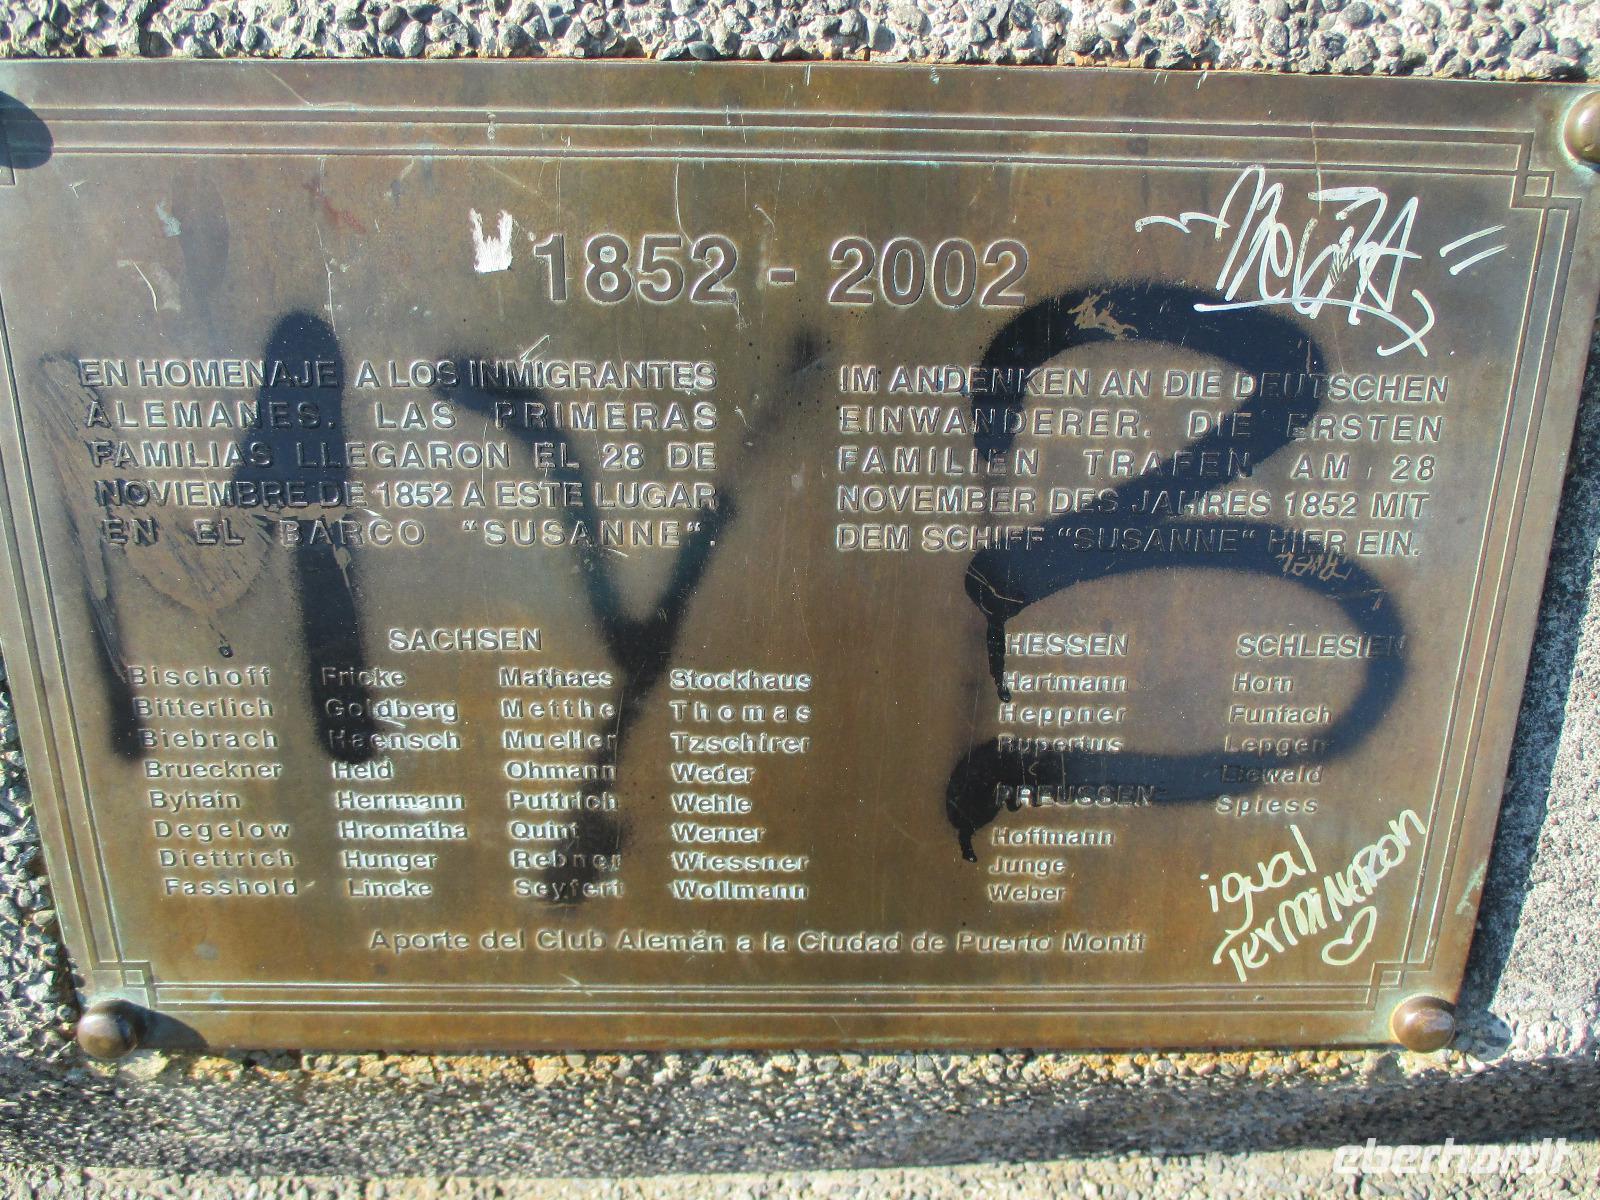 1852 - 2002
EN HOMENAJE A LOS INMIGRANTES
ALEMANES. LAS PRIMERAS
FAMILIAS LLEGARON EL 28 DE
NOVIEMBRE DE 1852 A ESTE LUGAR
EN EL BARCO "SUSANNE".
IM ANDENKEN AN DIE DEUTSCHEN
EINWANDERER. DIE ERSTEN
FAMILIEN TRAFEN AM 28
NOVEMBER DES JAHRES 1852 MIT
DEM SCHIFF "SUSANNE" HIER EIN.
SACHSEN
Bischoff Fricke Mathaes Stockhaus
Bitterlich Goldberg Metthe Thomas
Biebrach Haensch Mueller Tzschirer
Brueckner Held Ohmann Weder
Byhain Herrmann Puttrich Wehle
Degelow Hromatha Quint Werner
Diettrich Hunger Rebner Wiessner
Fasshold Lincke Seyfert Wollmann
HESSEN
Hartmann
Heppner
Rupertus
PREUSSEN
Hoffmann
Junge
Weber
SCHLESIEN
Horn
Funfach
Lepgen
Liewald
Spiess
Aporte del Club Alemán a la Ciudad de Puerto Montt
igual
TerMiNaRon
eberhardt